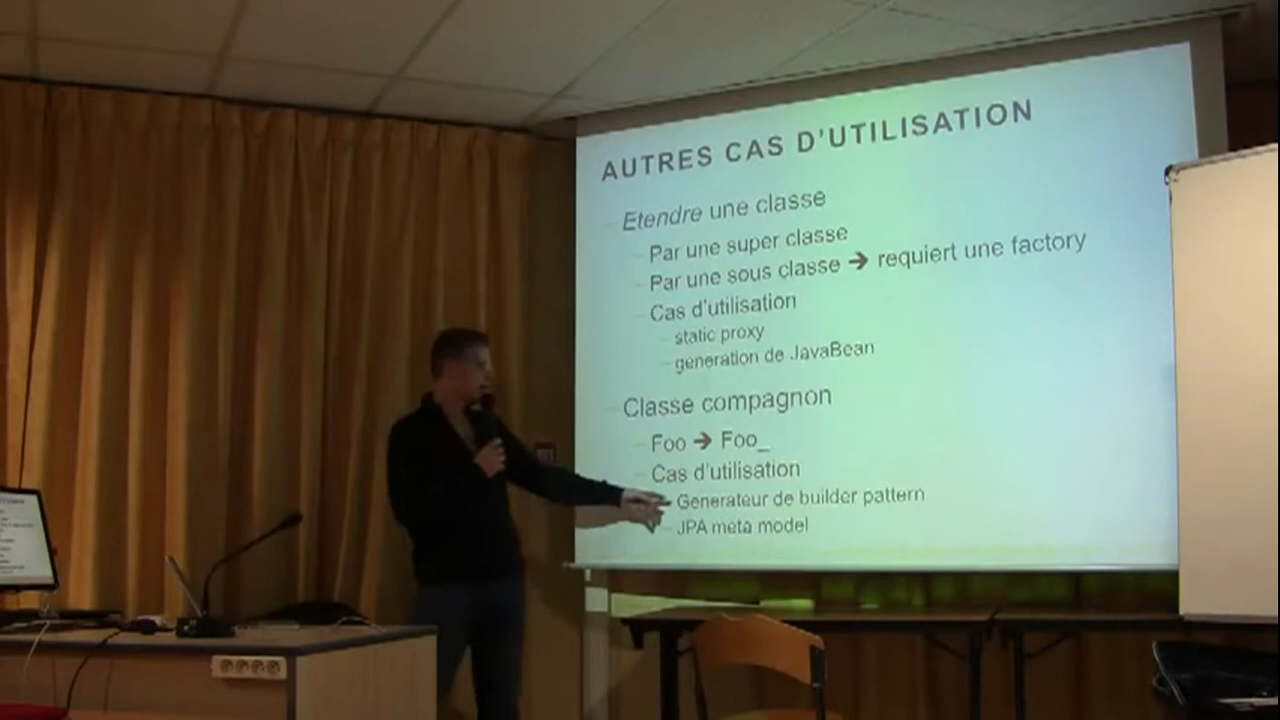 AUTRES CAS D'UTILISATION
– Etendre une classe
– Par une super classe
– Par une sous classe ➔ requiert une factory
– Cas d'utilisation
– static proxy
– generation de JavaBean
– Classe compagnon
– Foo ➔ Foo_
– Cas d'utilisation
– Generateur de builder pattern
– JPA meta model